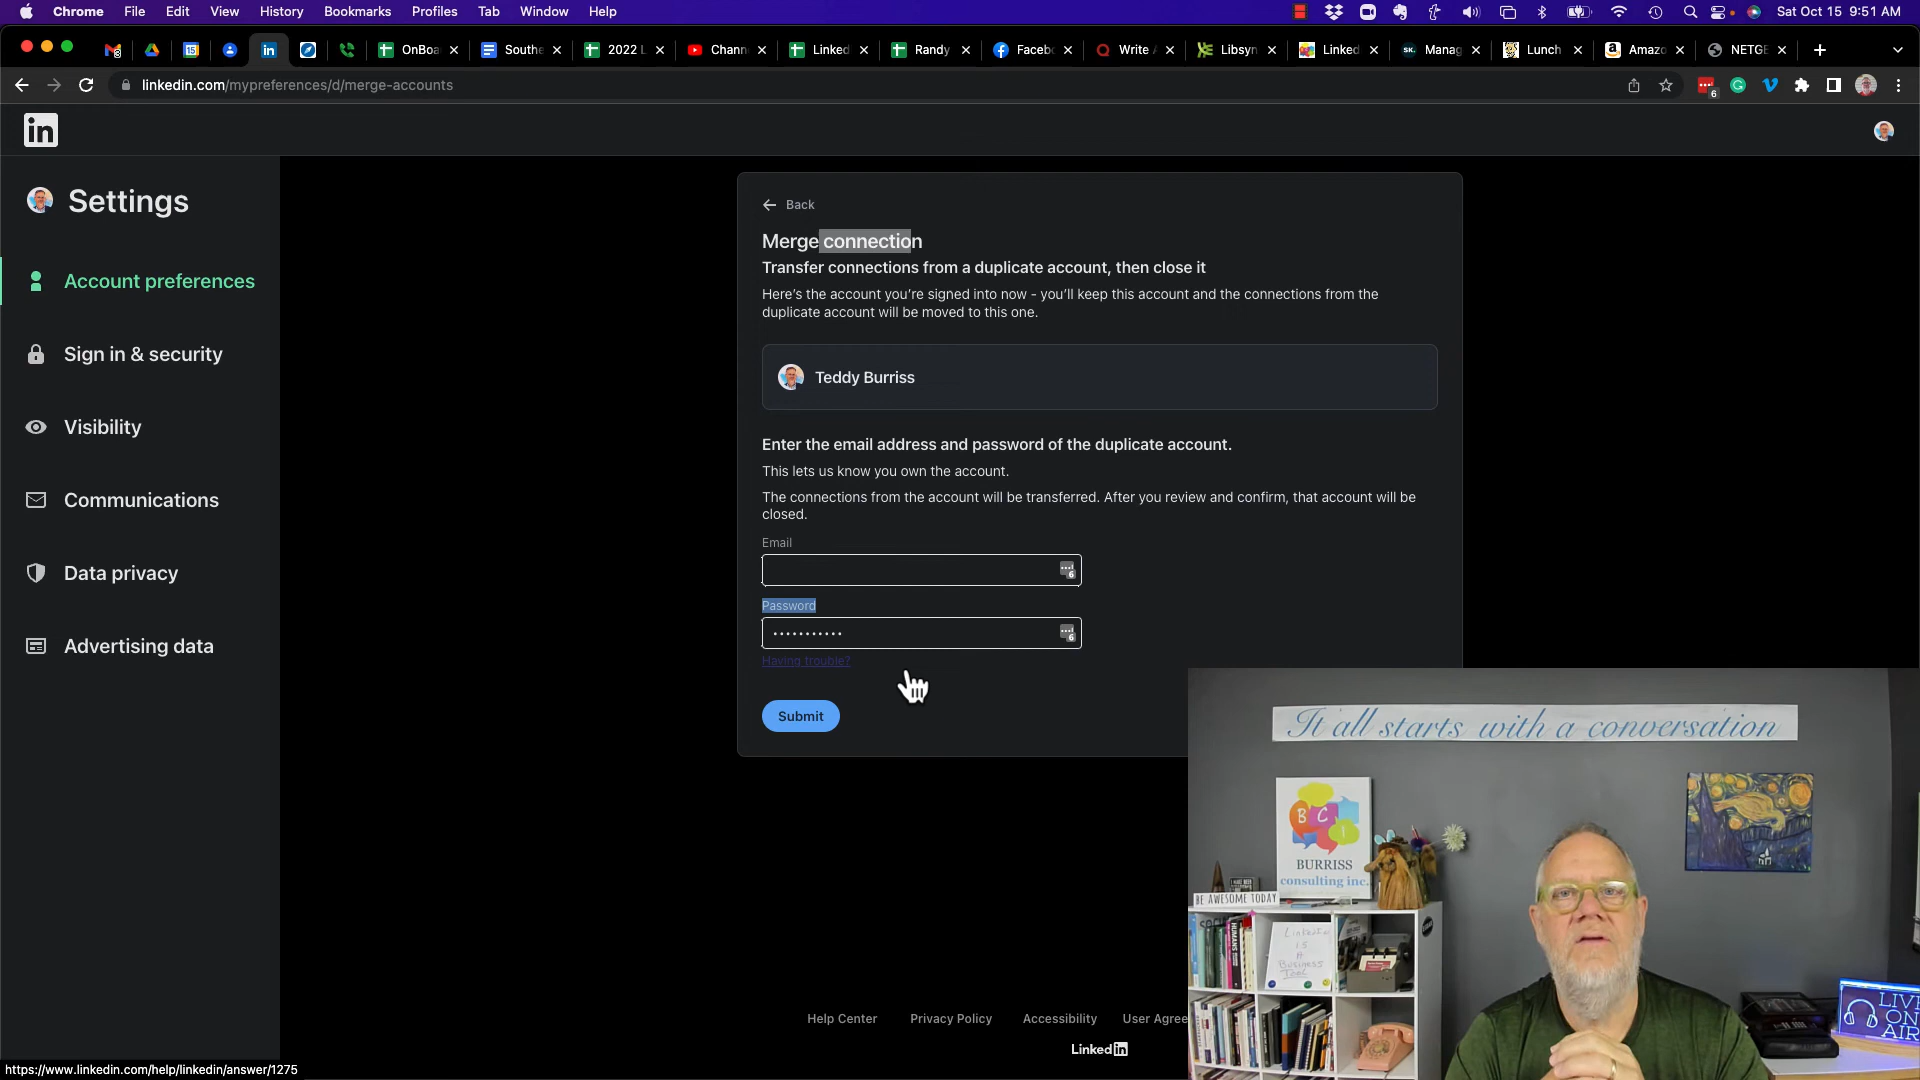 Chrome File Edit View History Bookmarks Profiles Tab Window Help Sat Oct 15 9:51 AM
OnBoa Southe 2022 L Chann Linked Randy Facebo Write Libsyn Linked Manag Lunch Amazo NETGE
linkedin.com/mypreferences/d/merge-accounts
in
Settings
Account preferences
Sign in & security
Visibility
Communications
Data privacy
Advertising data
Back
Merge connection
Transfer connections from a duplicate account, then close it
Here's the account you're signed into now - you'll keep this account and the connections from the
duplicate account will be moved to this one.
Teddy Burriss
Enter the email address and password of the duplicate account.
This lets us know you own the account.
The connections from the account will be transferred. After you review and confirm, that account will be
closed.
Email
Password
Having trouble?
Submit
It all starts with a conversation
B C I
BURRISS
consulting inc.
BE AWESOME TODAY
LinkedIn
is
A
Business
Tool
LIVE
ON
AIR
Help Center Privacy Policy Accessibility User Agree
LinkedIn
https://www.linkedin.com/help/linkedin/answer/1275